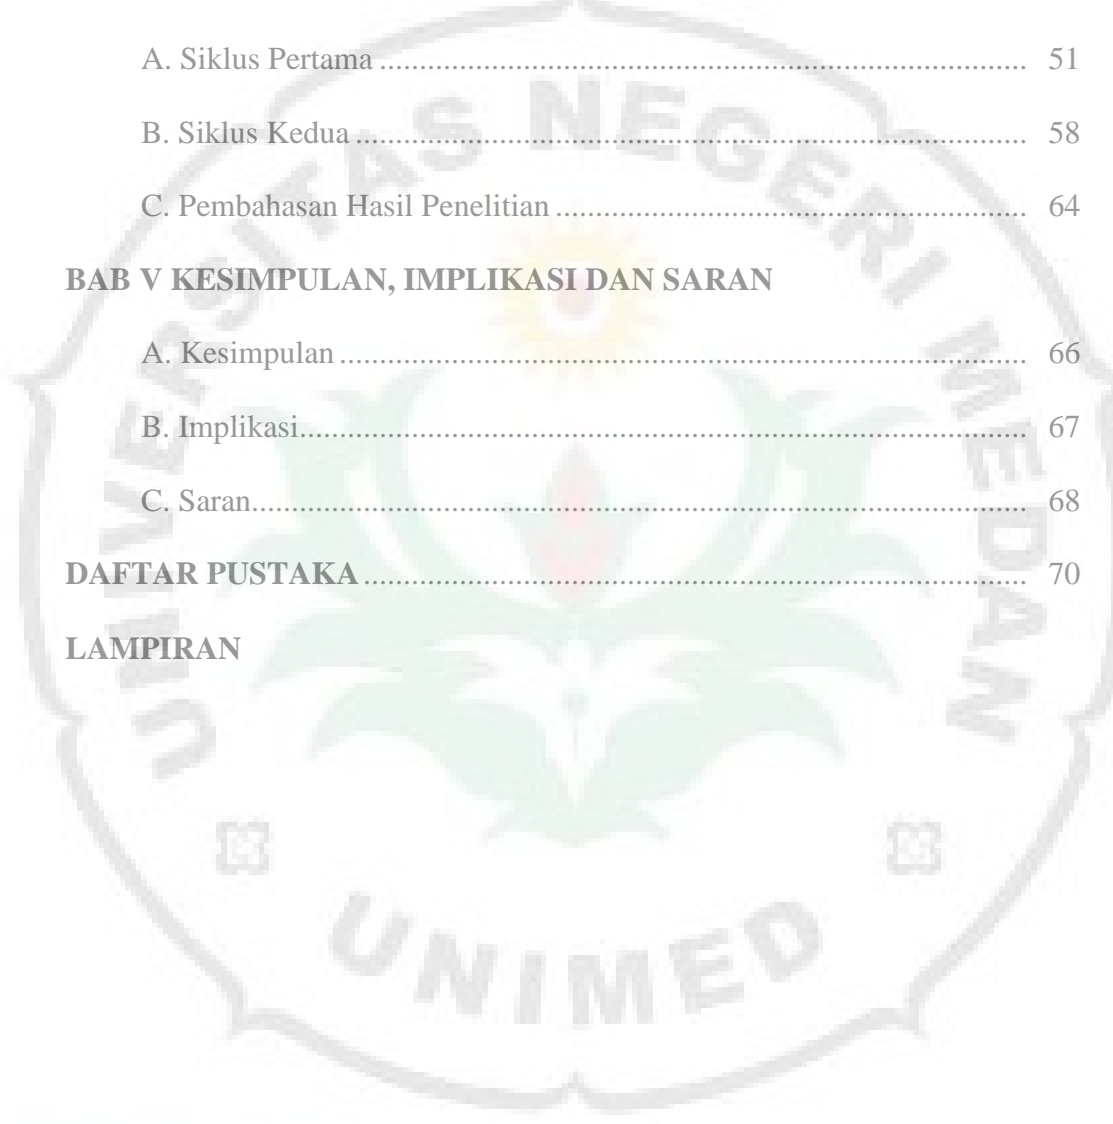 A. Siklus Pertama ................................................................................ 51
B. Siklus Kedua ................................................................................... 58
C. Pembahasan Hasil Penelitian .......................................................... 64
BAB V KESIMPULAN, IMPLIKASI DAN SARAN
A. Kesimpulan ..................................................................................... 66
B. Implikasi.......................................................................................... 67
C. Saran................................................................................................ 68
DAFTAR PUSTAKA .................................................................................. 70
LAMPIRAN
UNIVERSITAS NEGERI MEDAN
UNIMED